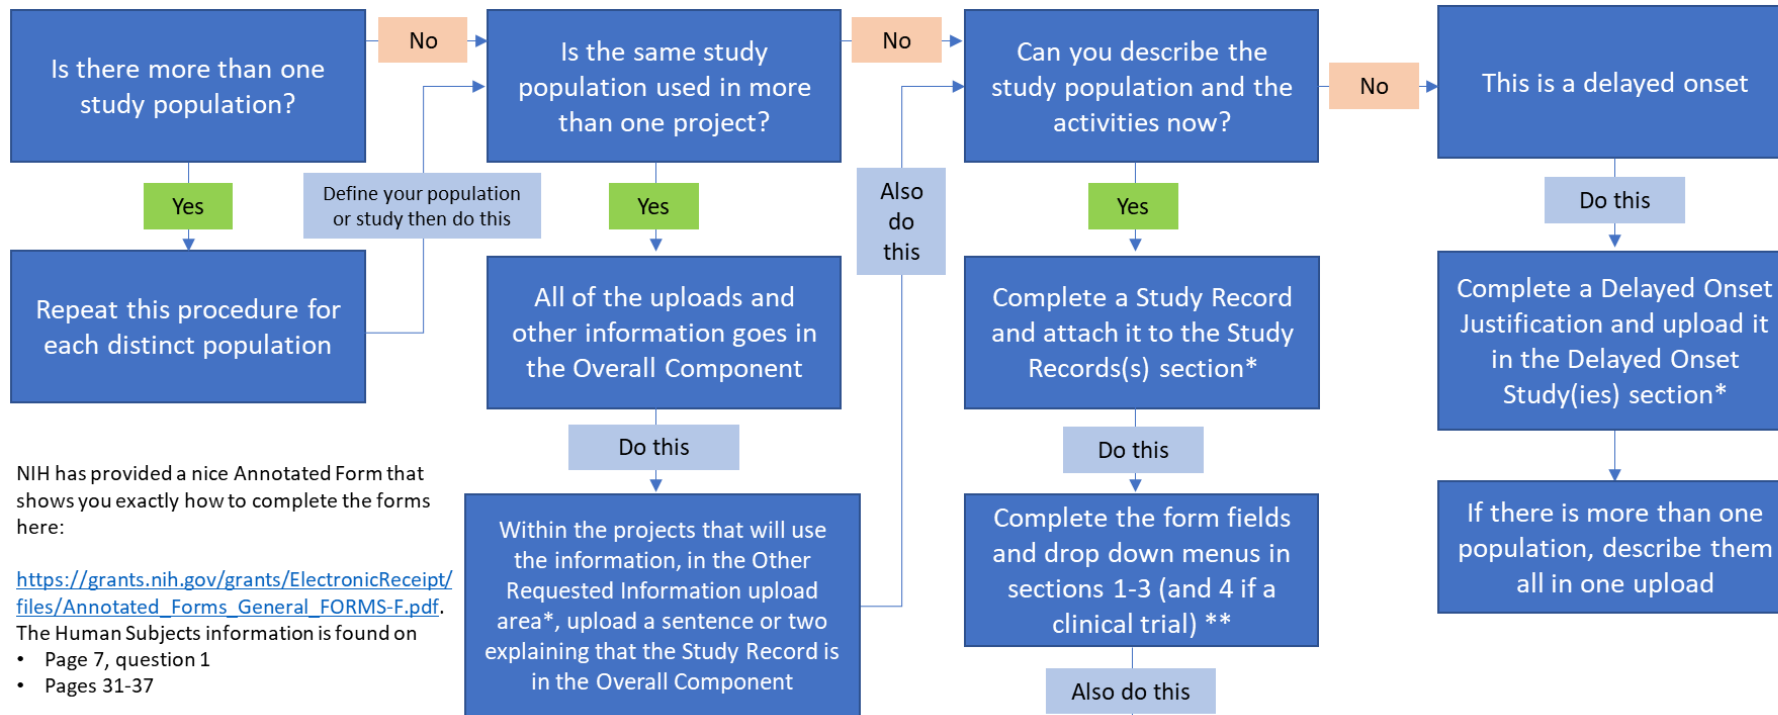 Is there more than one
study population?
No
Is the same study
population used in more
than one project?
No
Can you describe the
study population and the
activities now?
No
This is a delayed onset
Yes
Define your population
or study then do this
Yes
Also
do
this
Yes
Do this
Repeat this procedure for
each distinct population
All of the uploads and
other information goes in
the Overall Component
Complete a Study Record
and attach it to the Study
Records(s) section*
Complete a Delayed Onset
Justification and upload it
in the Delayed Onset
Study(ies) section*
Do this
Do this
NIH has provided a nice Annotated Form that
shows you exactly how to complete the forms
here:
https://grants.nih.gov/grants/ElectronicReceipt/
files/Annotated_Forms_General_FORMS-F.pdf.
The Human Subjects information is found on
• Page 7, question 1
• Pages 31-37
Within the projects that will use
the information, in the Other
Requested Information upload
area*, upload a sentence or two
explaining that the Study Record is
in the Overall Component
Complete the form fields
and drop down menus in
sections 1-3 (and 4 if a
clinical trial) **
If there is more than one
population, describe them
all in one upload
Also do this